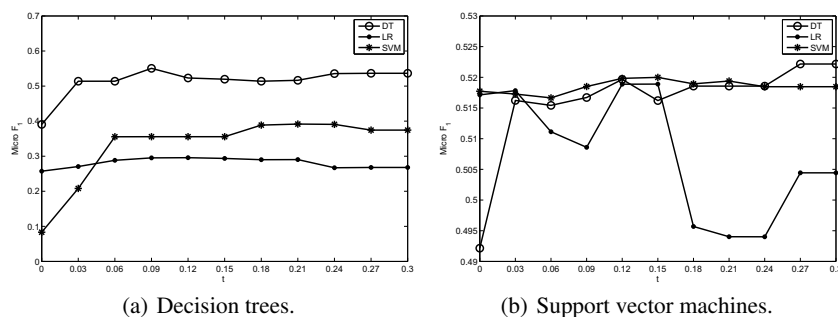 0.7
0.6
0.5
0.4
0.3
0.2
0.1
0
Micro F1
0 0.03 0.06 0.09 0.12 0.15 0.18 0.21 0.24 0.27 0.3
t
DT
LR
SVM
(a) Decision trees.
0.53
0.525
0.52
0.515
0.51
0.505
0.5
0.495
0.49
Micro F1
0 0.03 0.06 0.09 0.12 0.15 0.18 0.21 0.24 0.27 0.3
t
DT
LR
SVM
(b) Support vector machines.